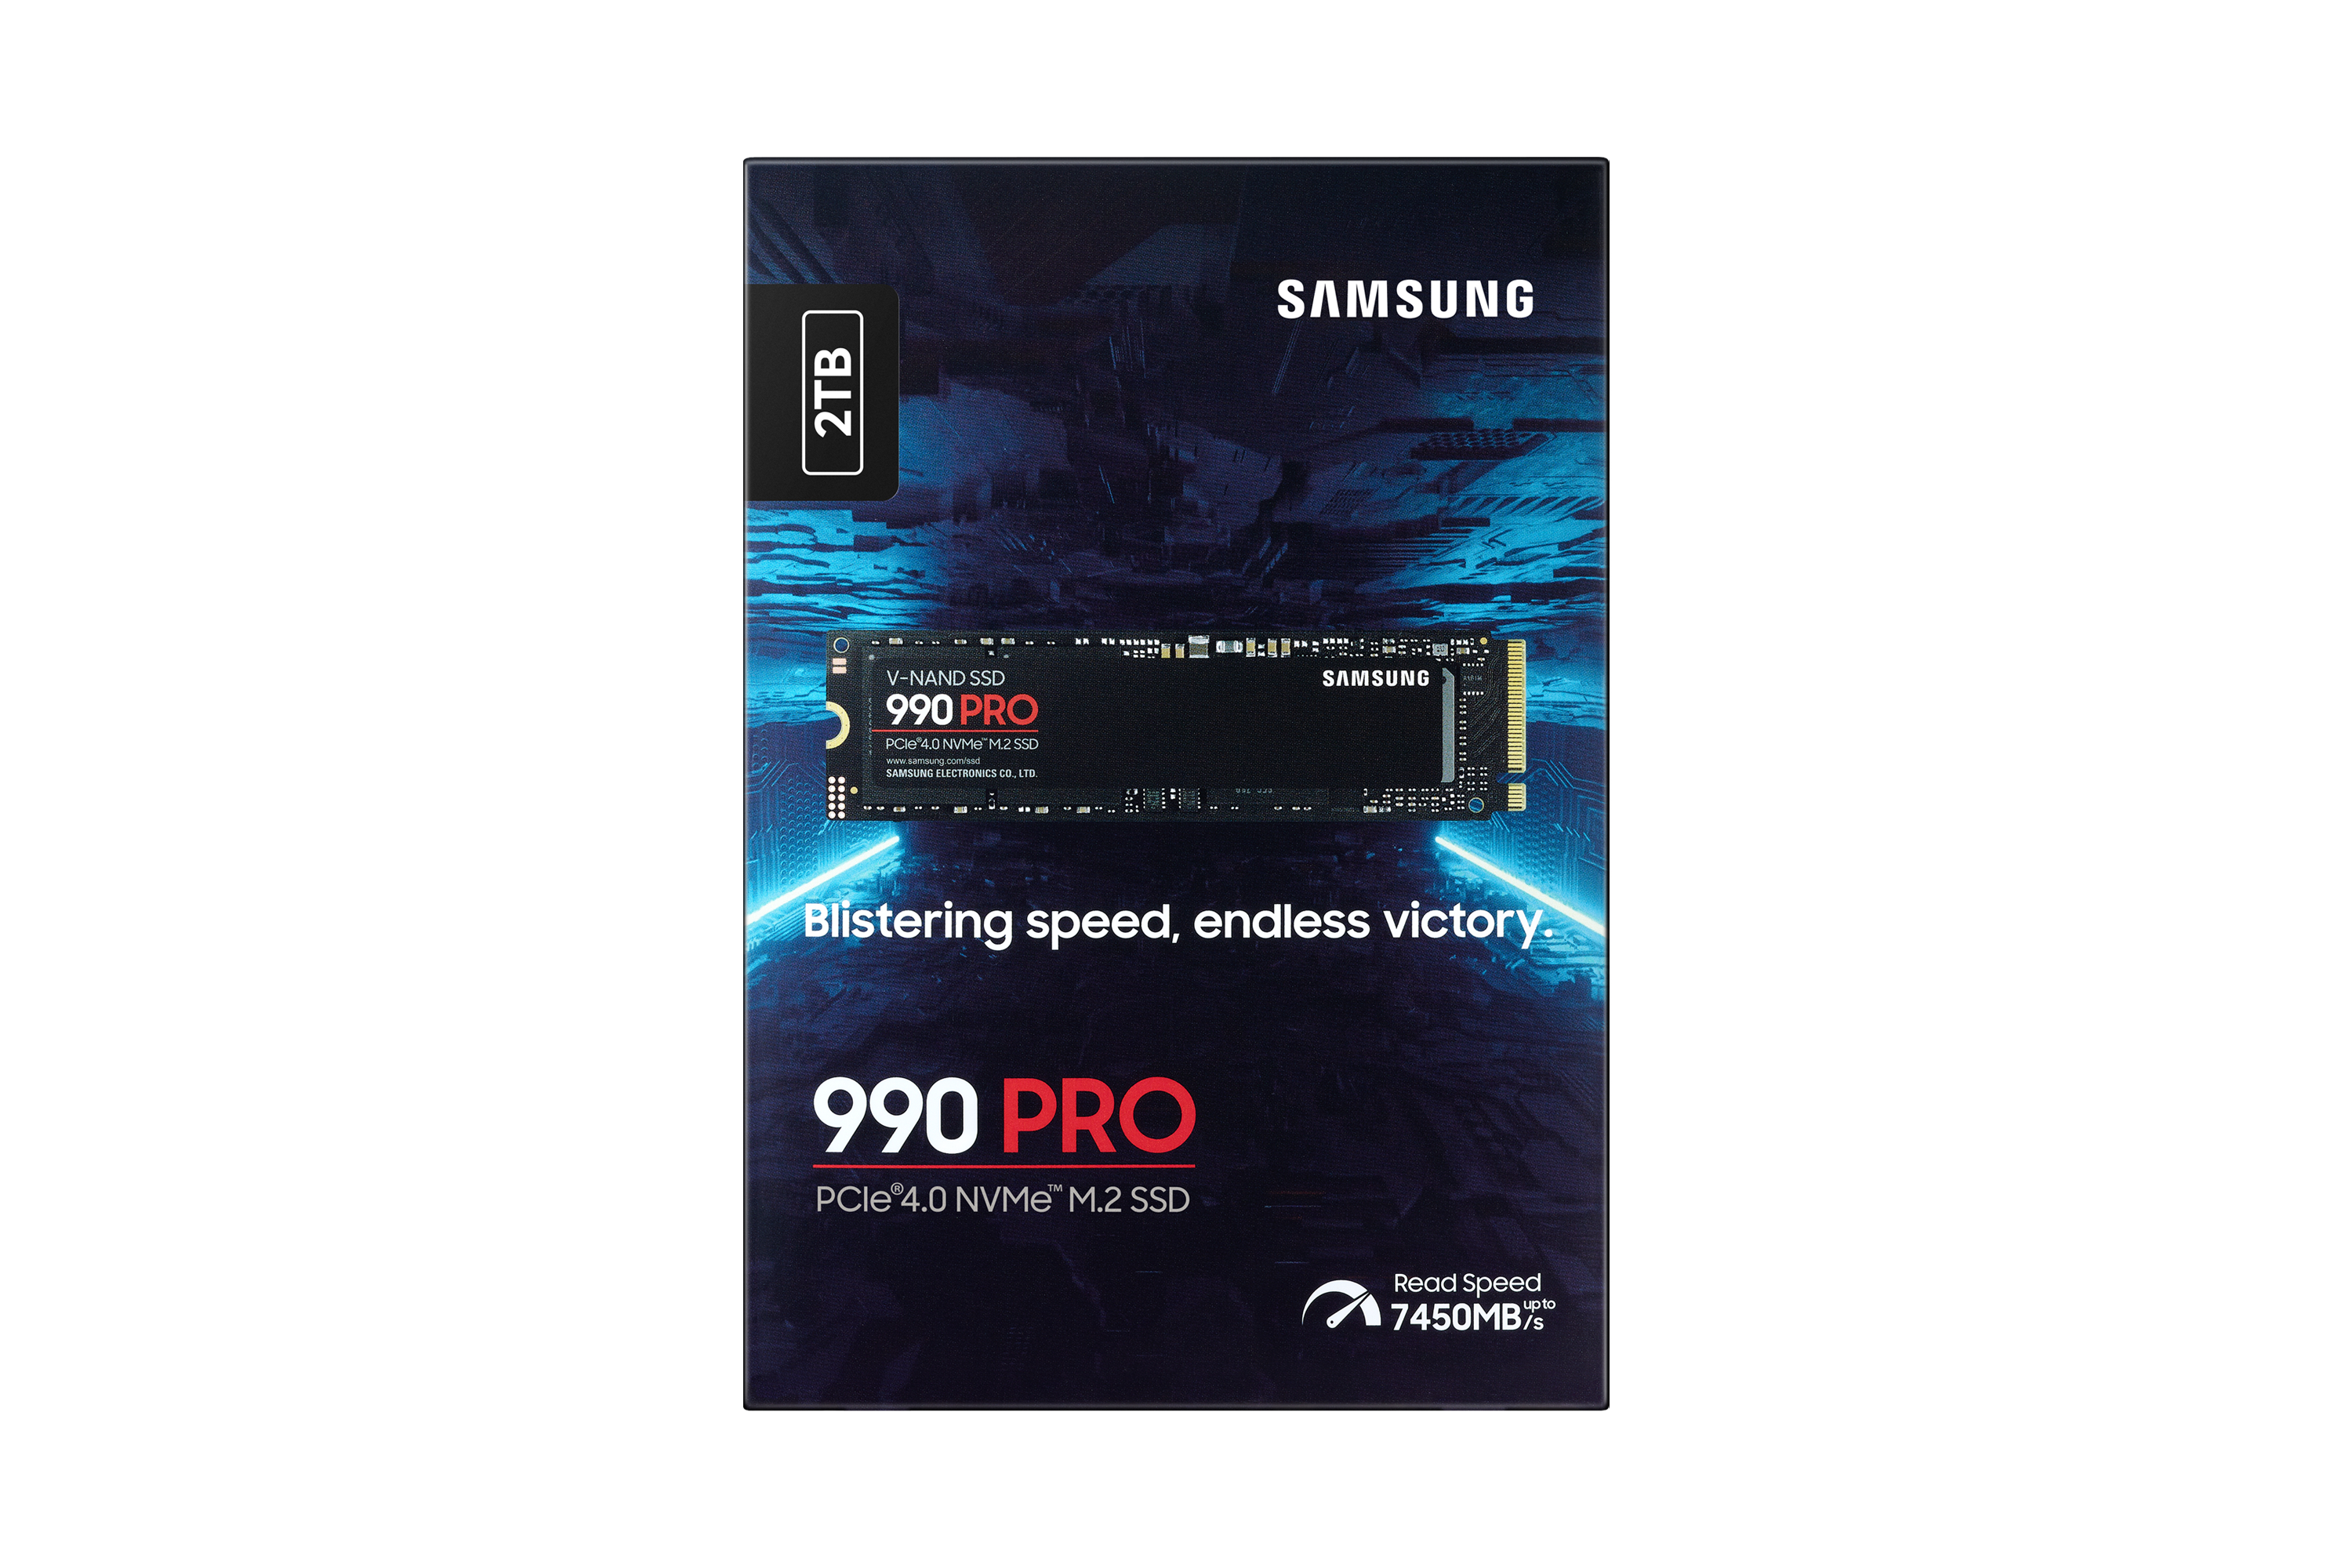 SAMSUNG
2TB
V-NAND SSD
SAMSUNG
990 PRO
PCIe®4.0 NVMe™ M.2 SSD
www.samsung.com/ssd
SAMSUNG ELECTRONICS CO., LTD.
Blistering speed, endless victory.
990 PRO
PCIe®4.0 NVMe™ M.2 SSD
Read Speed
7450MB/s up to